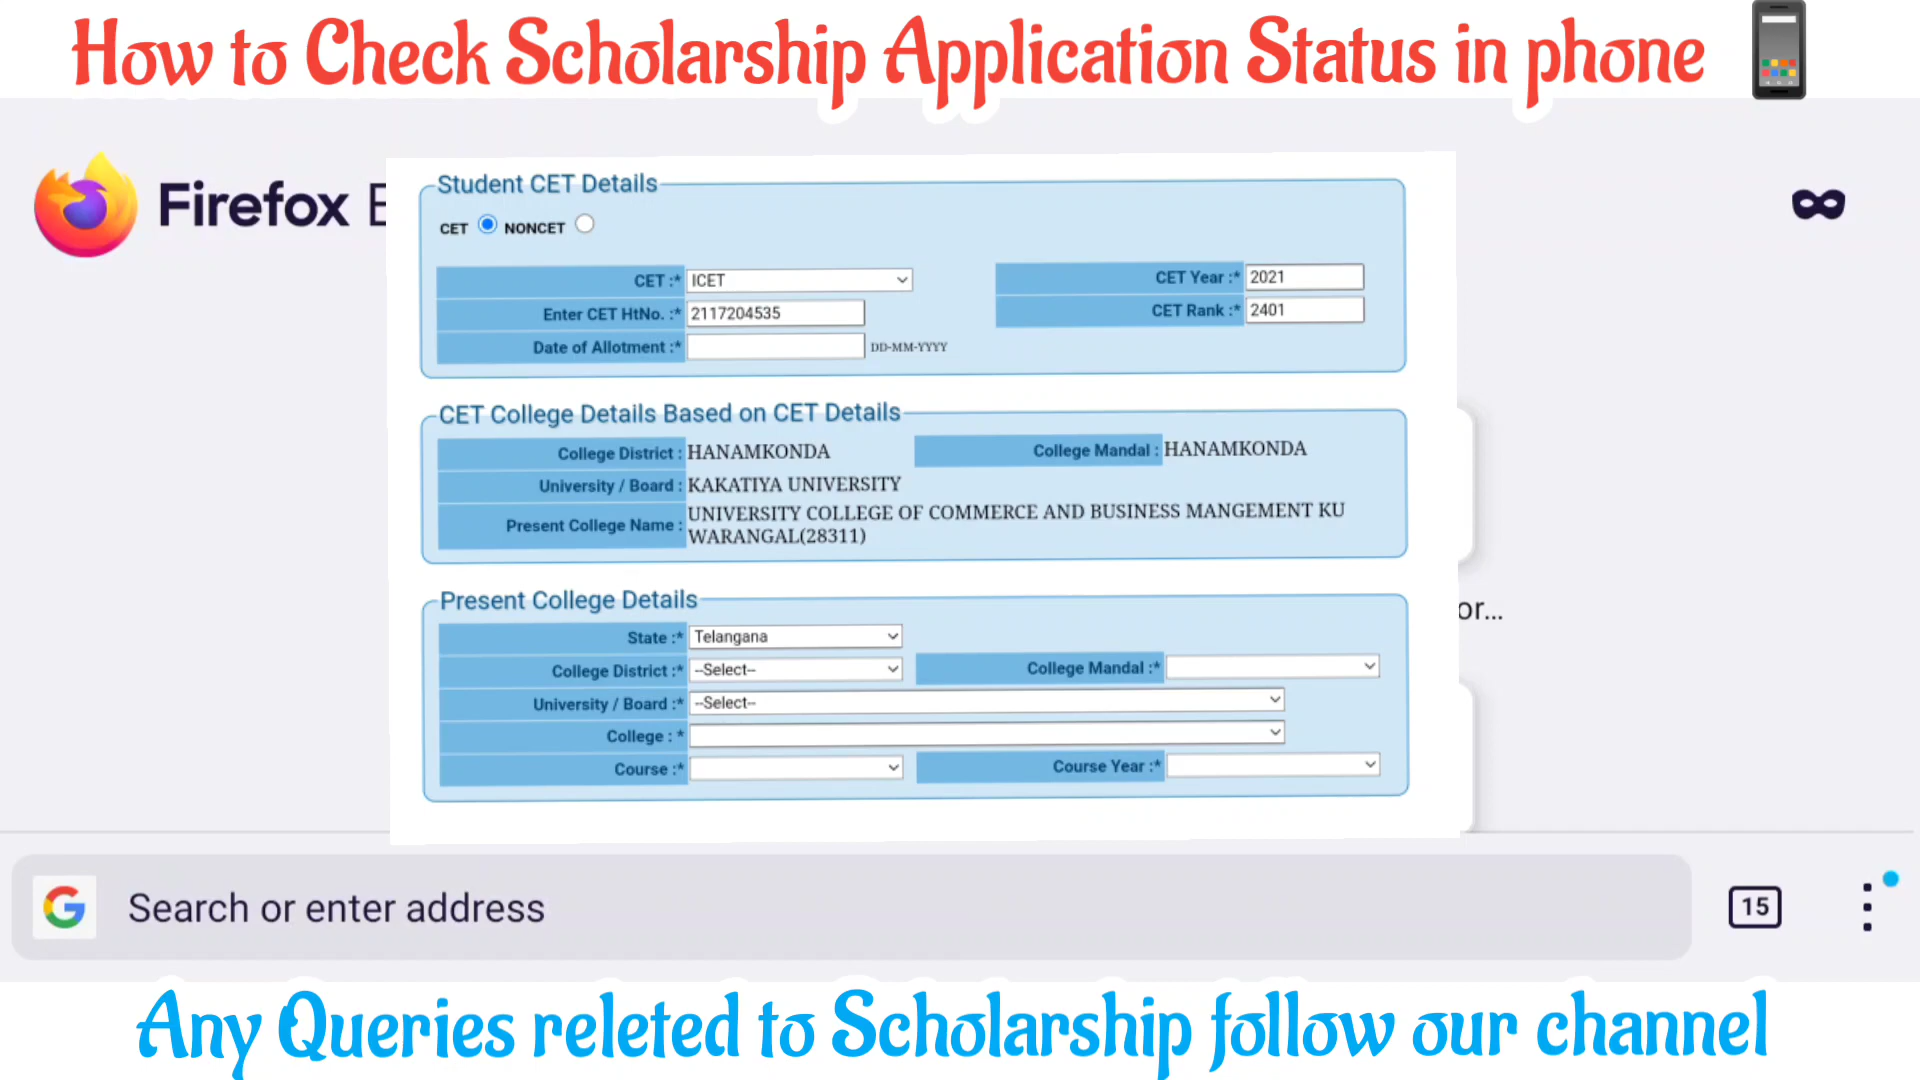 How to Check Scholarship Application Status in phone
Firefox
Student CET Details
CET NONCET
CET :* ICET CET Year :* 2021
Enter CET HtNo. :* 2117204535 CET Rank :* 2401
Date of Allotment :* DD-MM-YYYY
CET College Details Based on CET Details
College District : HANAMKONDA College Mandal : HANAMKONDA
University / Board : KAKATIYA UNIVERSITY
Present College Name : UNIVERSITY COLLEGE OF COMMERCE AND BUSINESS MANGEMENT KU
WARANGAL(28311)
Present College Details
or...
State :* Telangana
College District :* --Select-- College Mandal :*
University / Board :* --Select--
College : *
Course :* Course Year :*
Search or enter address 15
Any Queries releted to Scholarship follow our channel